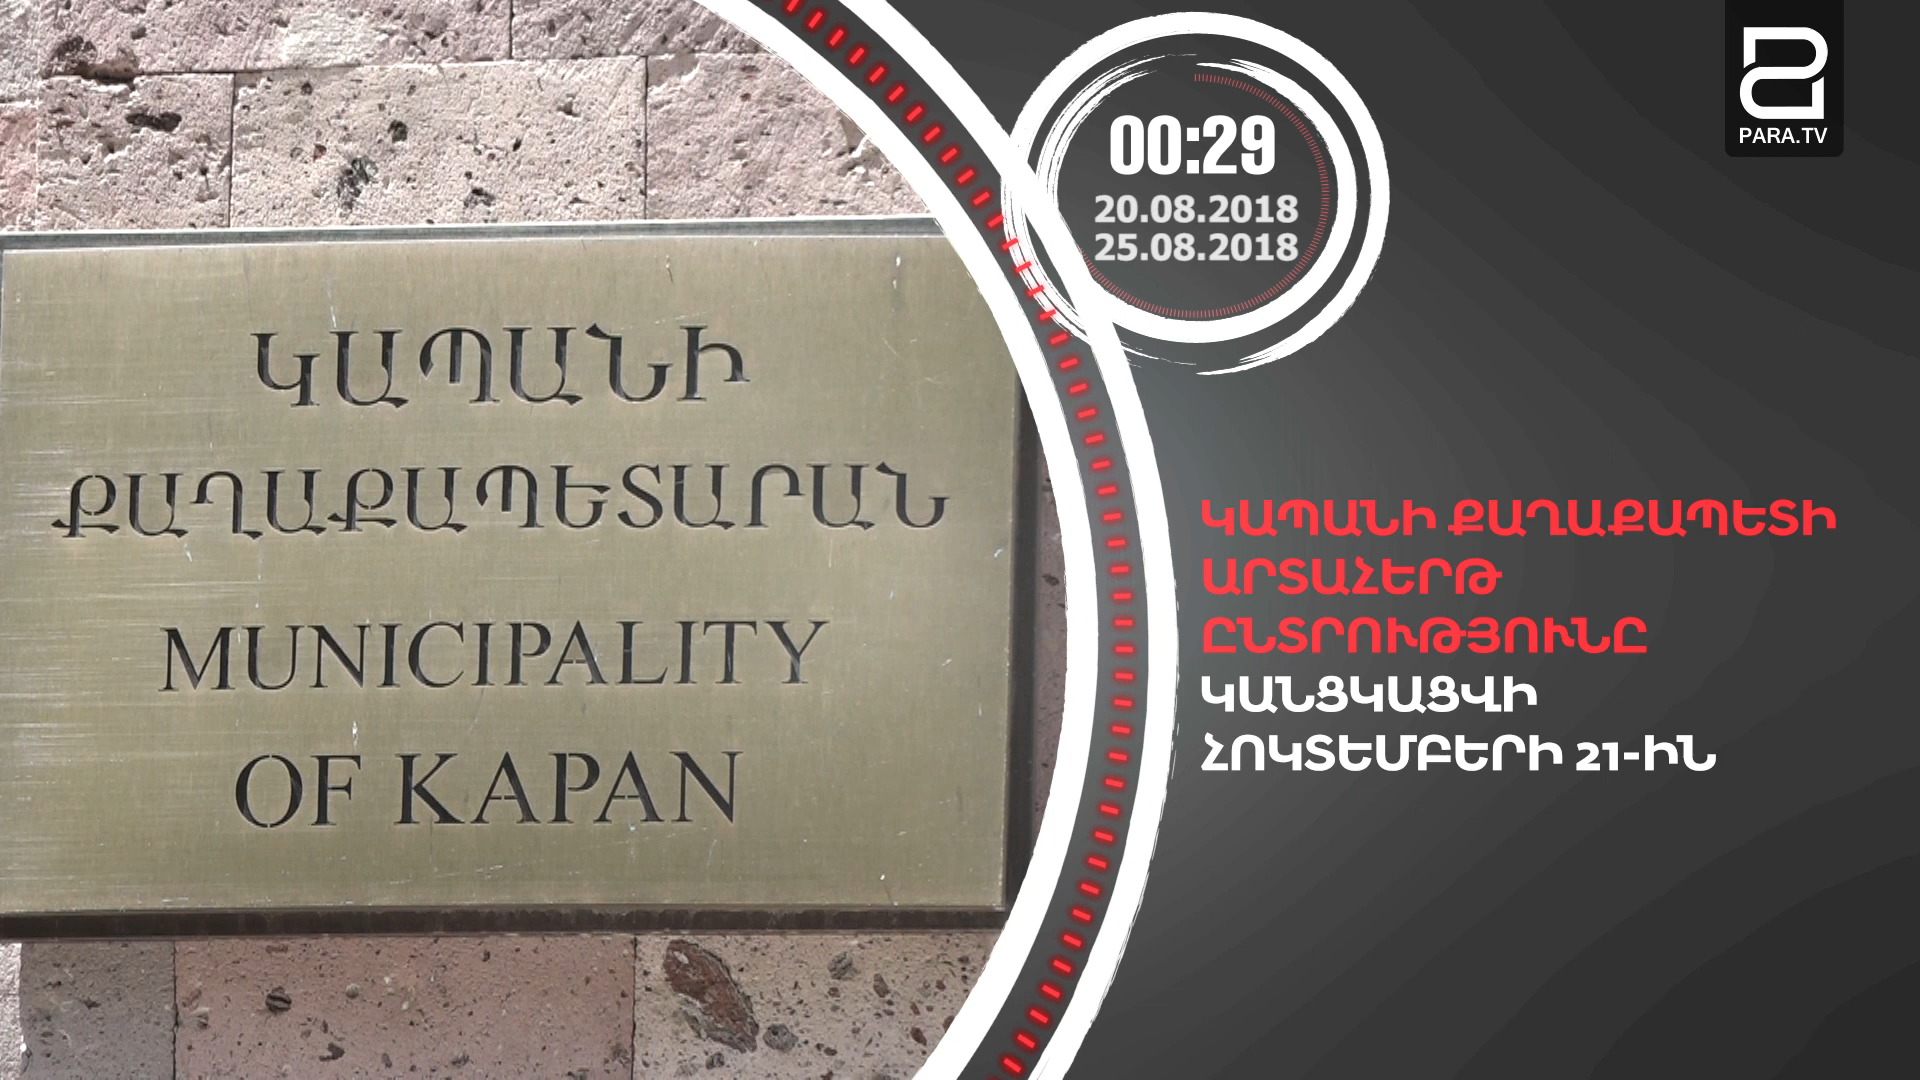 ԿԱՊԱՆԻ
ՔԱՂԱՔԱՊԵՏԱՐԱՆ
MUNICIPALITY
OF KAPAN
00:29
20.08.2018
25.08.2018
PARA.TV
ԿԱՊԱՆԻ ՔԱՂԱՔԱՊԵՏԻ
ԱՐՏԱՀԵՐԹ
ԸՆՏՐՈՒԹՅՈՒՆԸ
ԿԱՆՑԿԱՑՎԻ
ՀՈԿՏԵՄԲԵՐԻ 21-ԻՆ